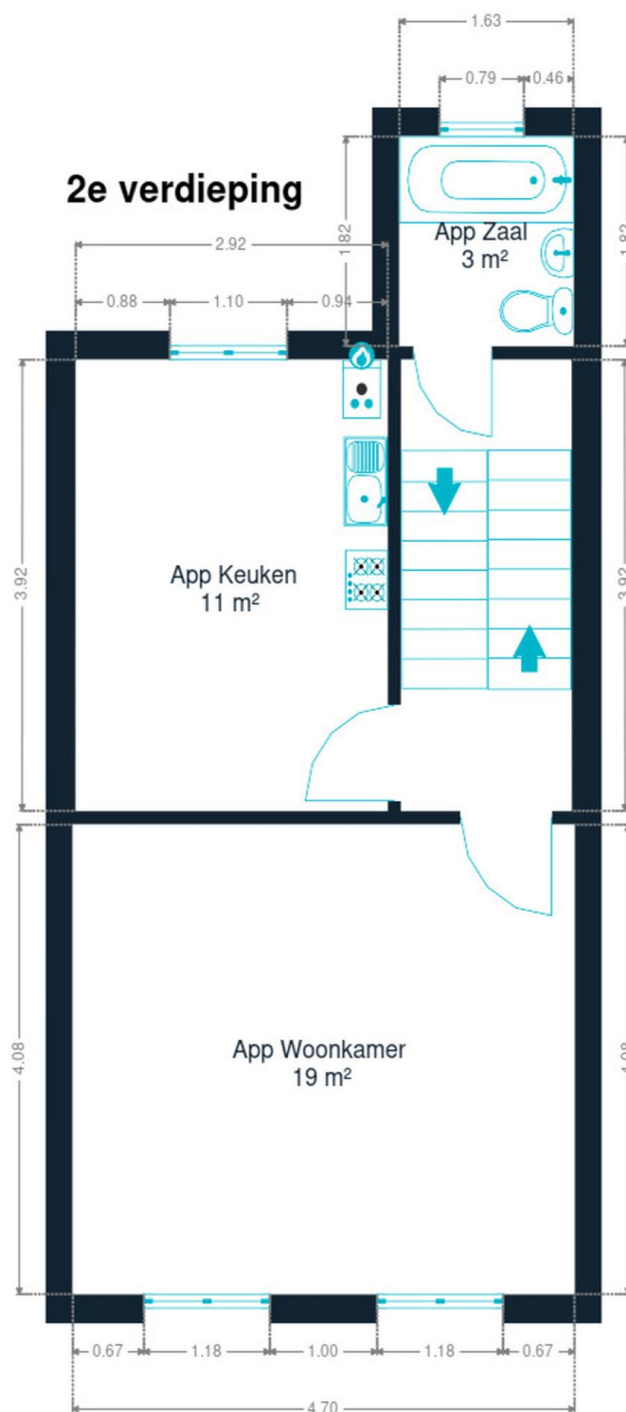 1.63
0.79
0.46
2e verdieping
1.82
1.82
App Zaal
3 m²
2.92
0.88
1.10
0.94
3.92
3.92
App Keuken
11 m²
4.08
4.08
App Woonkamer
19 m²
0.67
1.18
1.00
1.18
0.67
4.70